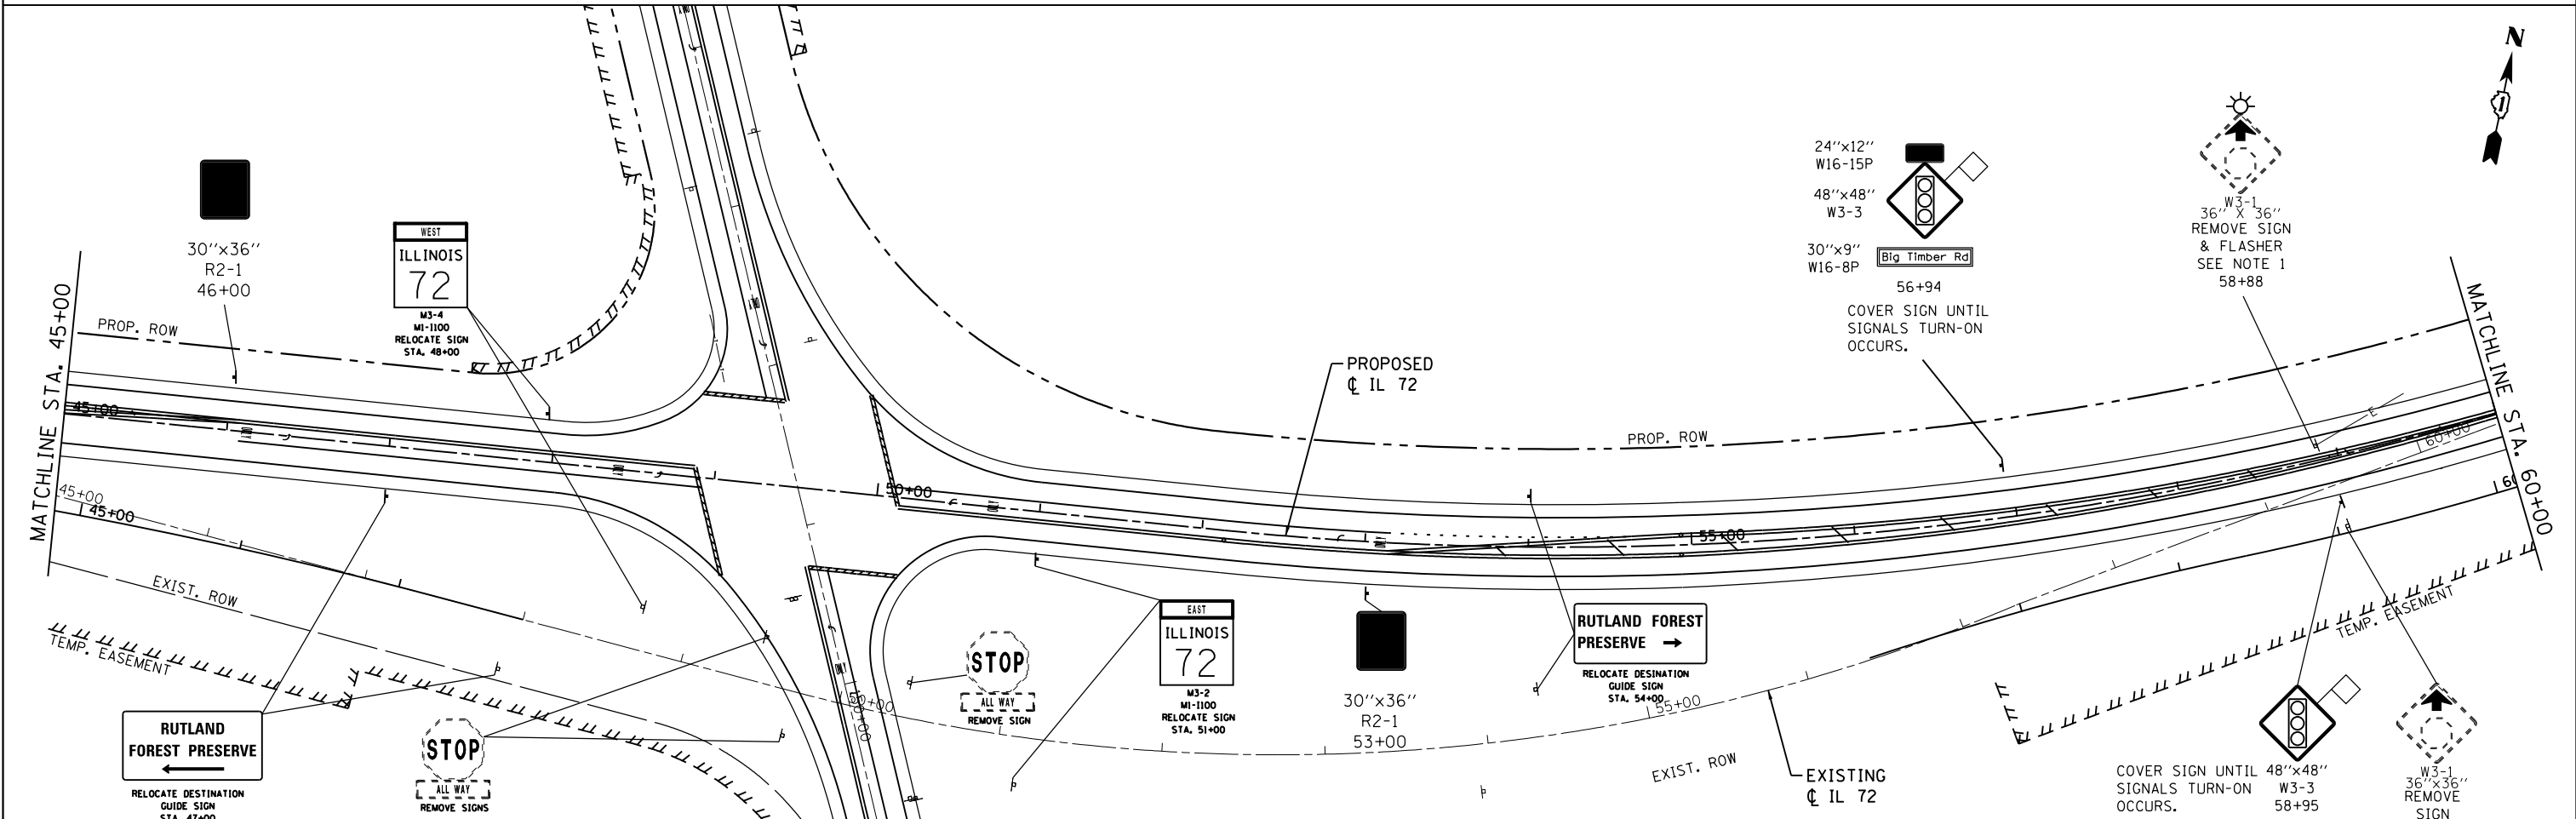 N
30"x36"
R2-1
46+00
WEST
ILLINOIS
72
M3-4
M1-1100
RELOCATE SIGN
STA. 48+00
24"x12"
W16-15P
48"x48"
W3-3
30"x9"
W16-8P
Big Timber Rd
56+94
COVER SIGN UNTIL
SIGNALS TURN-ON
OCCURS.
W3-1
36" X 36"
REMOVE SIGN
& FLASHER
SEE NOTE 1
58+88
MATCHLINE STA. 45+00
PROP. ROW
45+00
45+00
45+00
EXIST. ROW
TEMP. EASEMENT
50+00
PROPOSED
℄ IL 72
PROP. ROW
55+00
E
60+00
MATCHLINE STA. 60+00
RUTLAND
FOREST PRESERVE
RELOCATE DESTINATION
GUIDE SIGN
STA. 47+00
STOP
ALL WAY
REMOVE SIGNS
50+00
50+00
STOP
ALL WAY
REMOVE SIGN
EAST
ILLINOIS
72
M3-2
M1-1100
RELOCATE SIGN
STA. 51+00
30"x36"
R2-1
53+00
RUTLAND FOREST
PRESERVE
RELOCATE DESINATION
GUIDE SIGN
STA. 54+00
55+00
EXIST. ROW
EXISTING
℄ IL 72
TEMP. EASEMENT
COVER SIGN UNTIL
SIGNALS TURN-ON
OCCURS.
48"x48"
W3-3
58+95
W3-1
36"x36"
REMOVE
SIGN